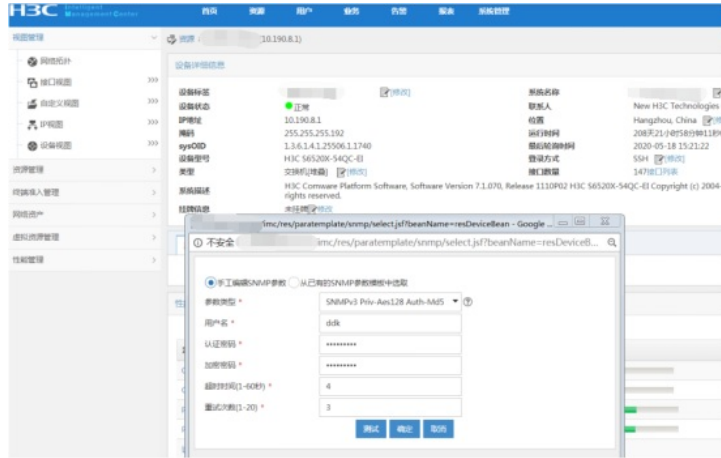 H3C Intelligent Management Center
首页 资源 用户 业务 告警 报表 系统管理
视图管理
网络拓扑
接口视图
自定义视图
IP视图
设备视图
资源管理
终端准入管理
网络资产
虚拟资源管理
性能管理
资源: (10.190.8.1)
设备详细信息
设备标签 [修改] 系统名称
设备状态 正常 联系人 New H3C Technologies
IP地址 10.190.8.1 位置 Hangzhou, China
掩码 255.255.255.192 运行时间 208天21小时58分钟11秒
sysOID 1.3.6.1.4.1.25506.1.1740 最后轮询时间 2020-05-18 15:21:22
设备型号 H3C S6520X-54QC-EI 登录方式 SSH [修改]
类型 交换机[堆叠] [修改] 接口数量 147[接口列表
系统描述 H3C Comware Platform Software, Software Version 7.1.070, Release 1110P02 H3C S6520X-54QC-EI Copyright (c) 2004-
rights reserved.
挂牌信息 未挂牌[修改
/imc/res/paratemplate/snmp/select.jsf?beanName=resDeviceBean - Google ...
不安全 imc/res/paratemplate/snmp/select.jsf?beanName=resDeviceB...
手工编辑SNMP参数 从已有的SNMP参数模板中选取
参数类型 * SNMPv3 Priv-Aes128 Auth-Md5
用户名 * ddk
认证密码 * •••••••••
加密密码 * •••••••••
超时时间(1-60秒) * 4
重试次数(1-20) * 3
测试 确定 取消